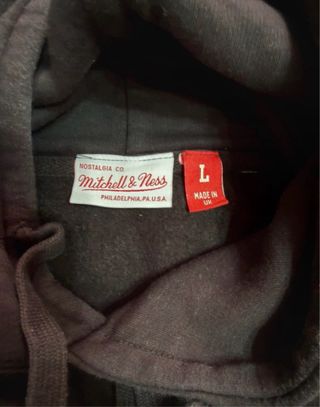 NOSTALGIA CO.
Mitchell & Ness
PHILADELPHIA, PA. U.S.A.
L
MADE IN
UK